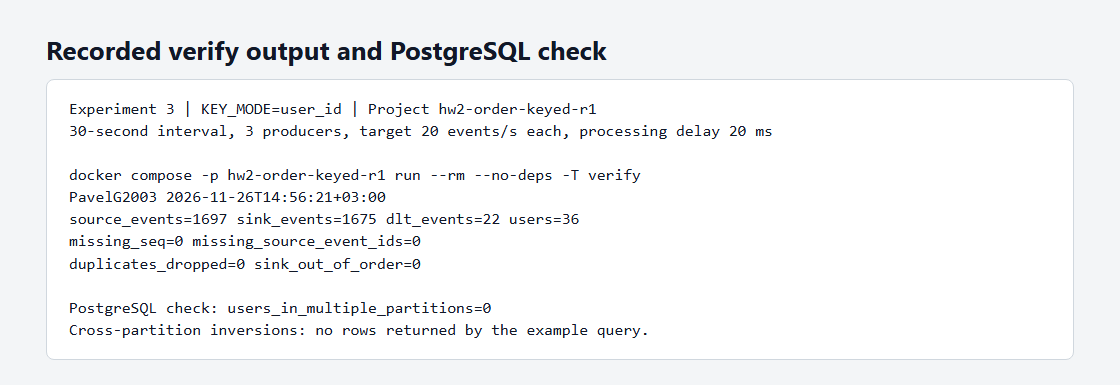 Recorded verify output and PostgreSQL check
Experiment 3 | KEY_MODE=user_id | Project hw2-order-keyed-r1
30-second interval, 3 producers, target 20 events/s each, processing delay 20 ms
docker compose -p hw2-order-keyed-r1 run --rm --no-deps -T verify
PavelG2003 2026-11-26T14:56:21+03:00
source_events=1697 sink_events=1675 dlt_events=22 users=36
missing_seq=0 missing_source_event_ids=0
duplicates_dropped=0 sink_out_of_order=0
PostgreSQL check: users_in_multiple_partitions=0
Cross-partition inversions: no rows returned by the example query.